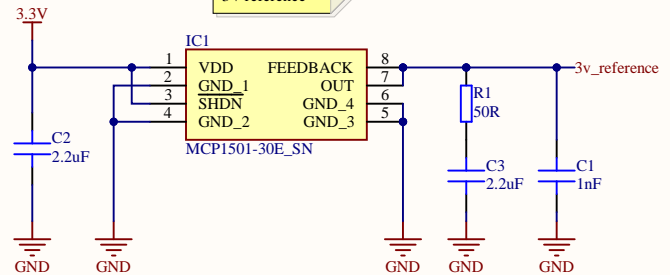 3.3V
IC1
1
VDD
FEEDBACK
8
3v_reference
2
GND_1
OUT
7
3
SHDN
GND_4
6
4
GND_2
GND_3
5
MCP1501-30E_SN
R1
50R
C2
2.2uF
C3
2.2uF
C1
1nF
GND
GND
GND
GND
GND